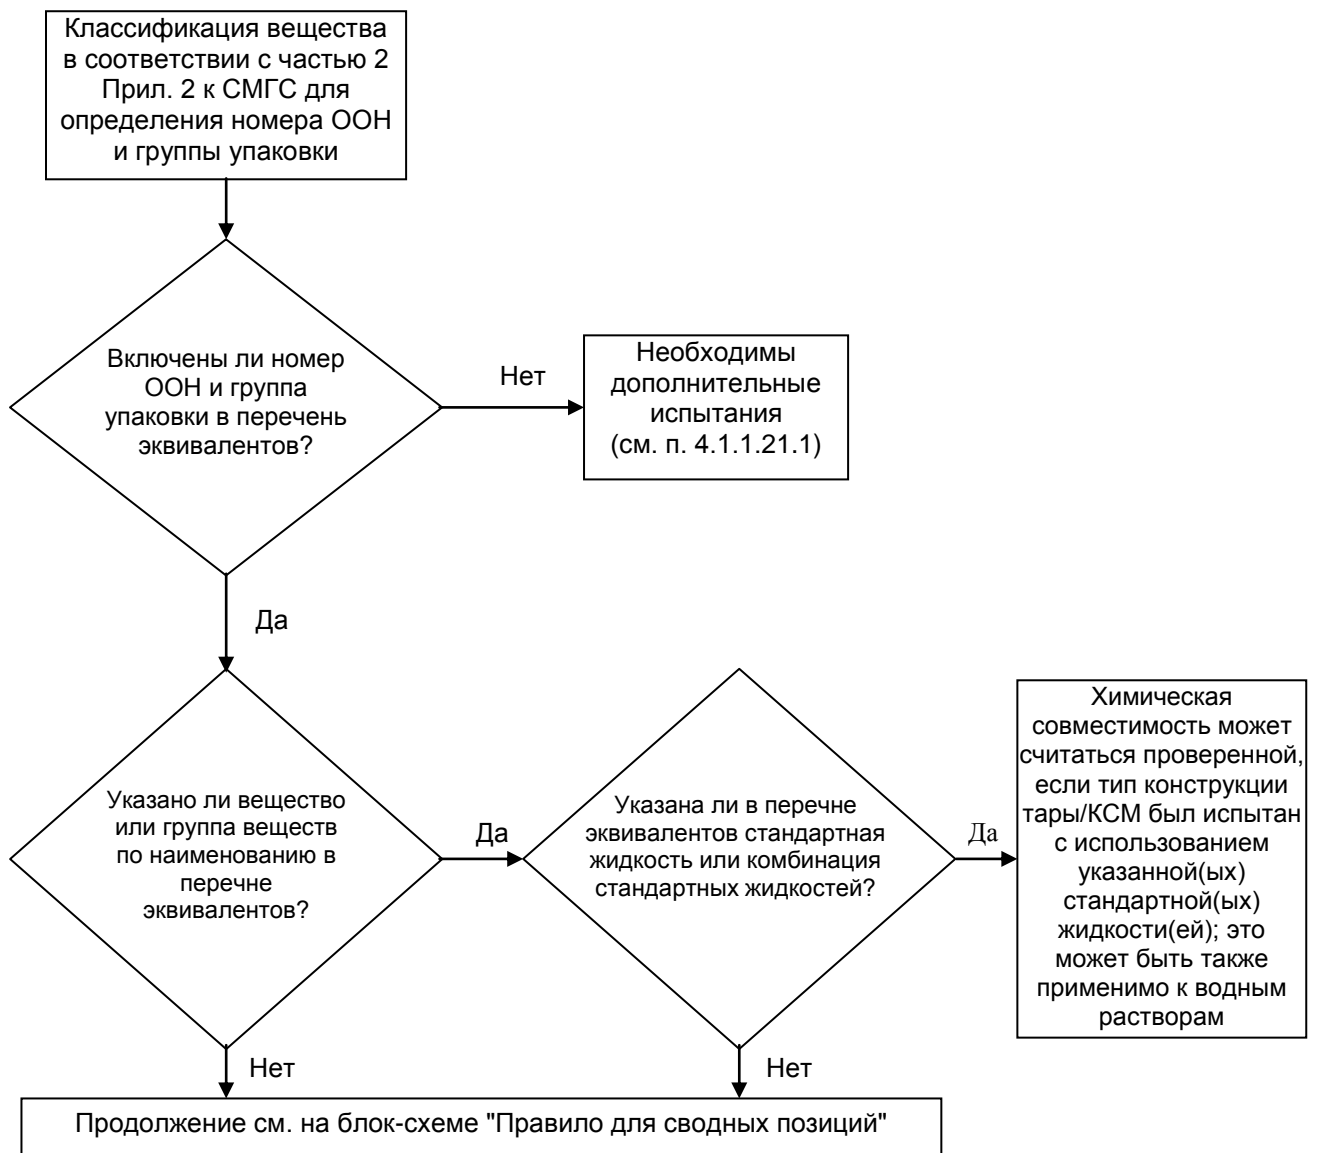 Классификация вещества
в соответствии с частью 2
Прил. 2 к СМГС для
определения номера ООН
и группы упаковки
Включены ли номер
ООН и группа
упаковки в перечень
эквивалентов?
Нет
Необходимы
дополнительные
испытания
(см. п. 4.1.1.21.1)
Да
Указано ли вещество
или группа веществ
по наименованию в
перечне
эквивалентов?
Да
Указана ли в перечне
эквивалентов стандартная
жидкость или комбинация
стандартных жидкостей?
Да
Химическая
совместимость может
считаться проверенной,
если тип конструкции
тары/КСМ был испытан
с использованием
указанной(ых)
стандартной(ых)
жидкости(ей); это
может быть также
применимо к водным
растворам
Нет
Нет
Продолжение см. на блок-схеме "Правило для сводных позиций"